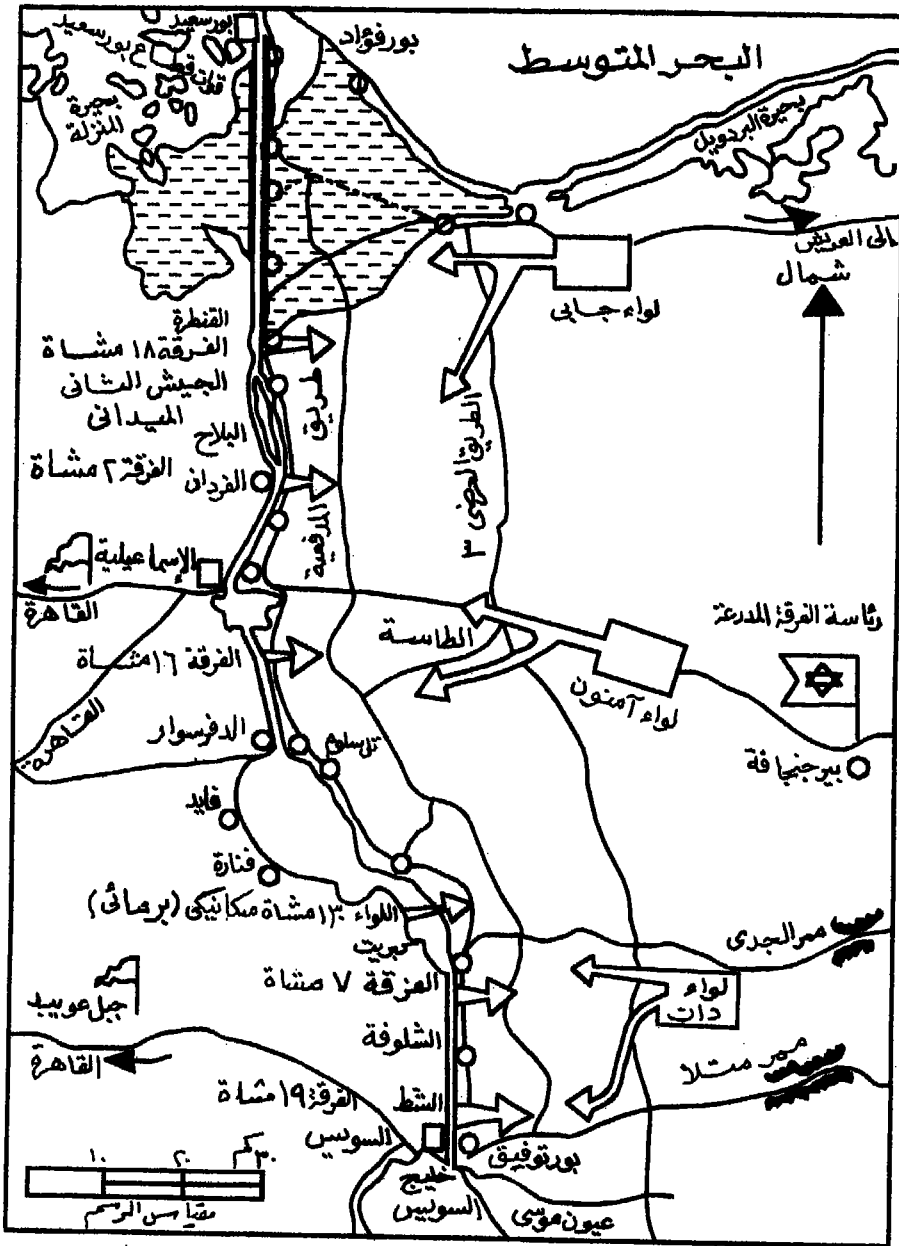 بورسعيد
م بورسعيد
بورفؤاد
البحر المتوسط
بحيرة البردويل
بحيرة
المنزلة
الى العريش
شمال
لواء جابى
القنطرة
الفرقة ١٨ مشاة
الجيش الثانى
الميدانى
البلاح
الفرقة ٢ مشاة
الفردان
طريق
المدفعية
الطريق العرضى ٣
الإسماعيلية
القاهرة
الطاسة
رئاسة الفرقة المدرعة
الفرقة ١٦ مشاة
لواء آمنون
القاهرة
الدفرسوار
تل سلام
بيرجنجافة
فايد
فنارة
اللواء ١٣٠ مشاة ميكانيكى (برمائى)
كبريت
ممر الجدى
الفرقة ٧ مشاة
لواء
دان
جبل عويبد
الشلوفة
ممر متلا
القاهرة
الفرقة ١٩ مشاة
الشط
السويس
بورتوفيق
خليج
السويس
عيون موسى
١٠ ٢٠ ٣٠ كم
مقياس الرسم